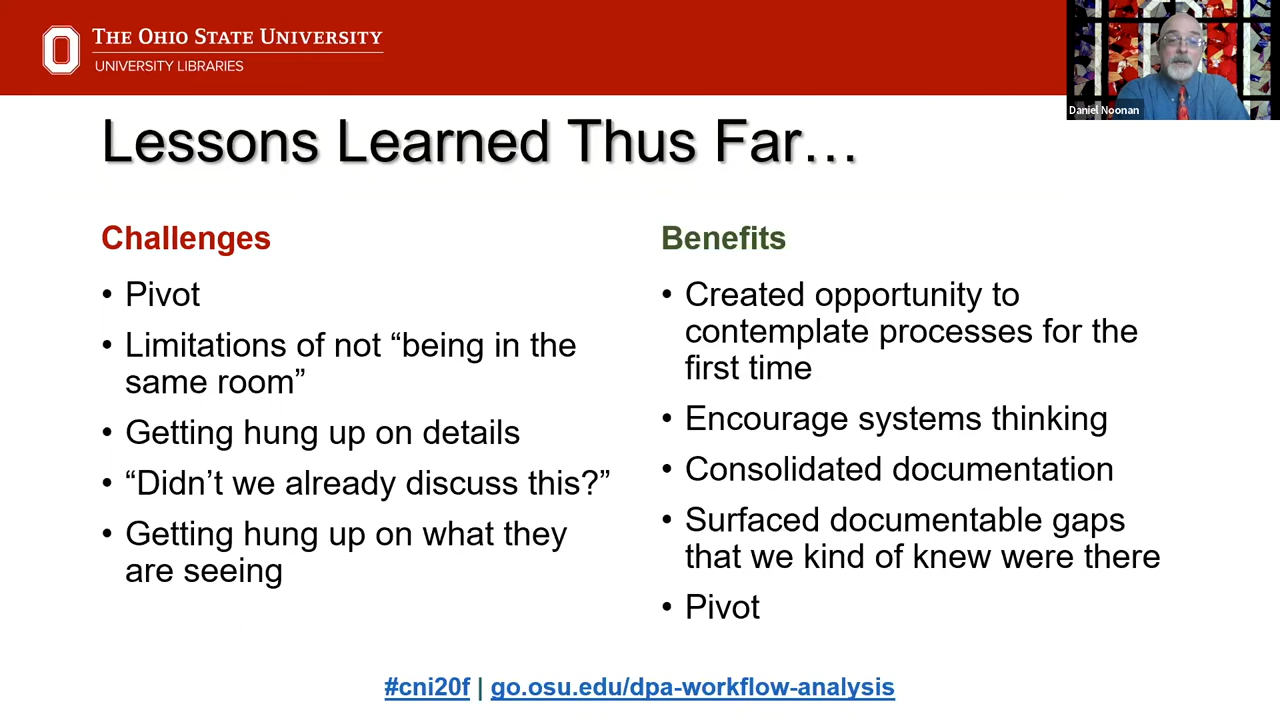 THE OHIO STATE UNIVERSITY
UNIVERSITY LIBRARIES
Daniel Noonan
Lessons Learned Thus Far…
Challenges
• Pivot
• Limitations of not “being in the
same room”
• Getting hung up on details
• “Didn’t we already discuss this?”
• Getting hung up on what they
are seeing
Benefits
• Created opportunity to
contemplate processes for the
first time
• Encourage systems thinking
• Consolidated documentation
• Surfaced documentable gaps
that we kind of knew were there
• Pivot
#cni20f | go.osu.edu/dpa-workflow-analysis